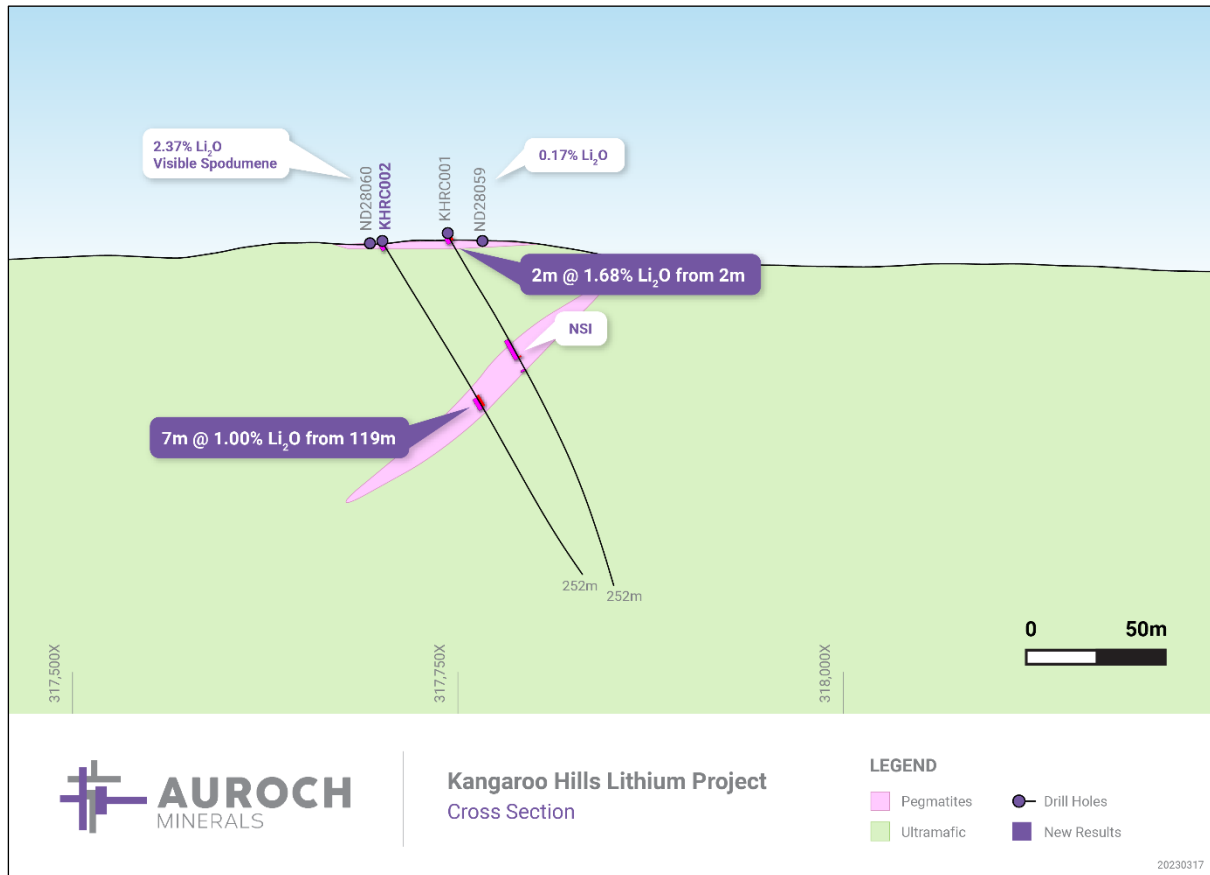 2.37% Li₂O
Visible Spodumene
0.17% Li₂O
ND28060
KHRC002
KHRC001
ND28059
2m @ 1.68% Li₂O from 2m
NSI
7m @ 1.00% Li₂O from 119m
252m
252m
0 50m
317,500X
317,750X
318,000X
AUROCH
MINERALS
Kangaroo Hills Lithium Project
Cross Section
LEGEND
Pegmatites
Drill Holes
Ultramafic
New Results
20230317